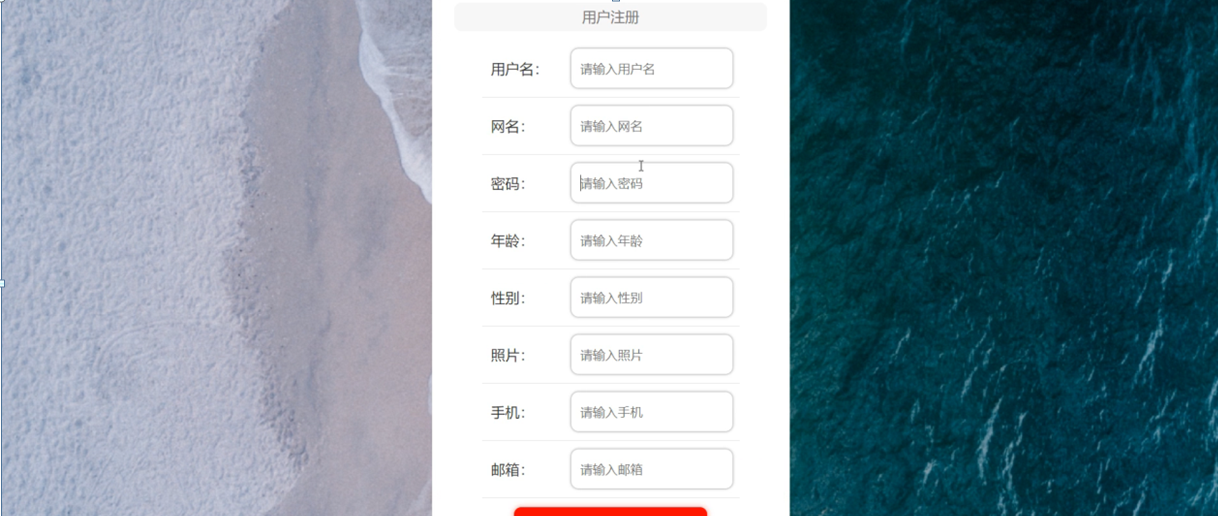 用户注册
用户名： 请输入用户名
网名： 请输入网名
密码： 请输入密码
年龄： 请输入年龄
性别： 请输入性别
照片： 请输入照片
手机： 请输入手机
邮箱： 请输入邮箱